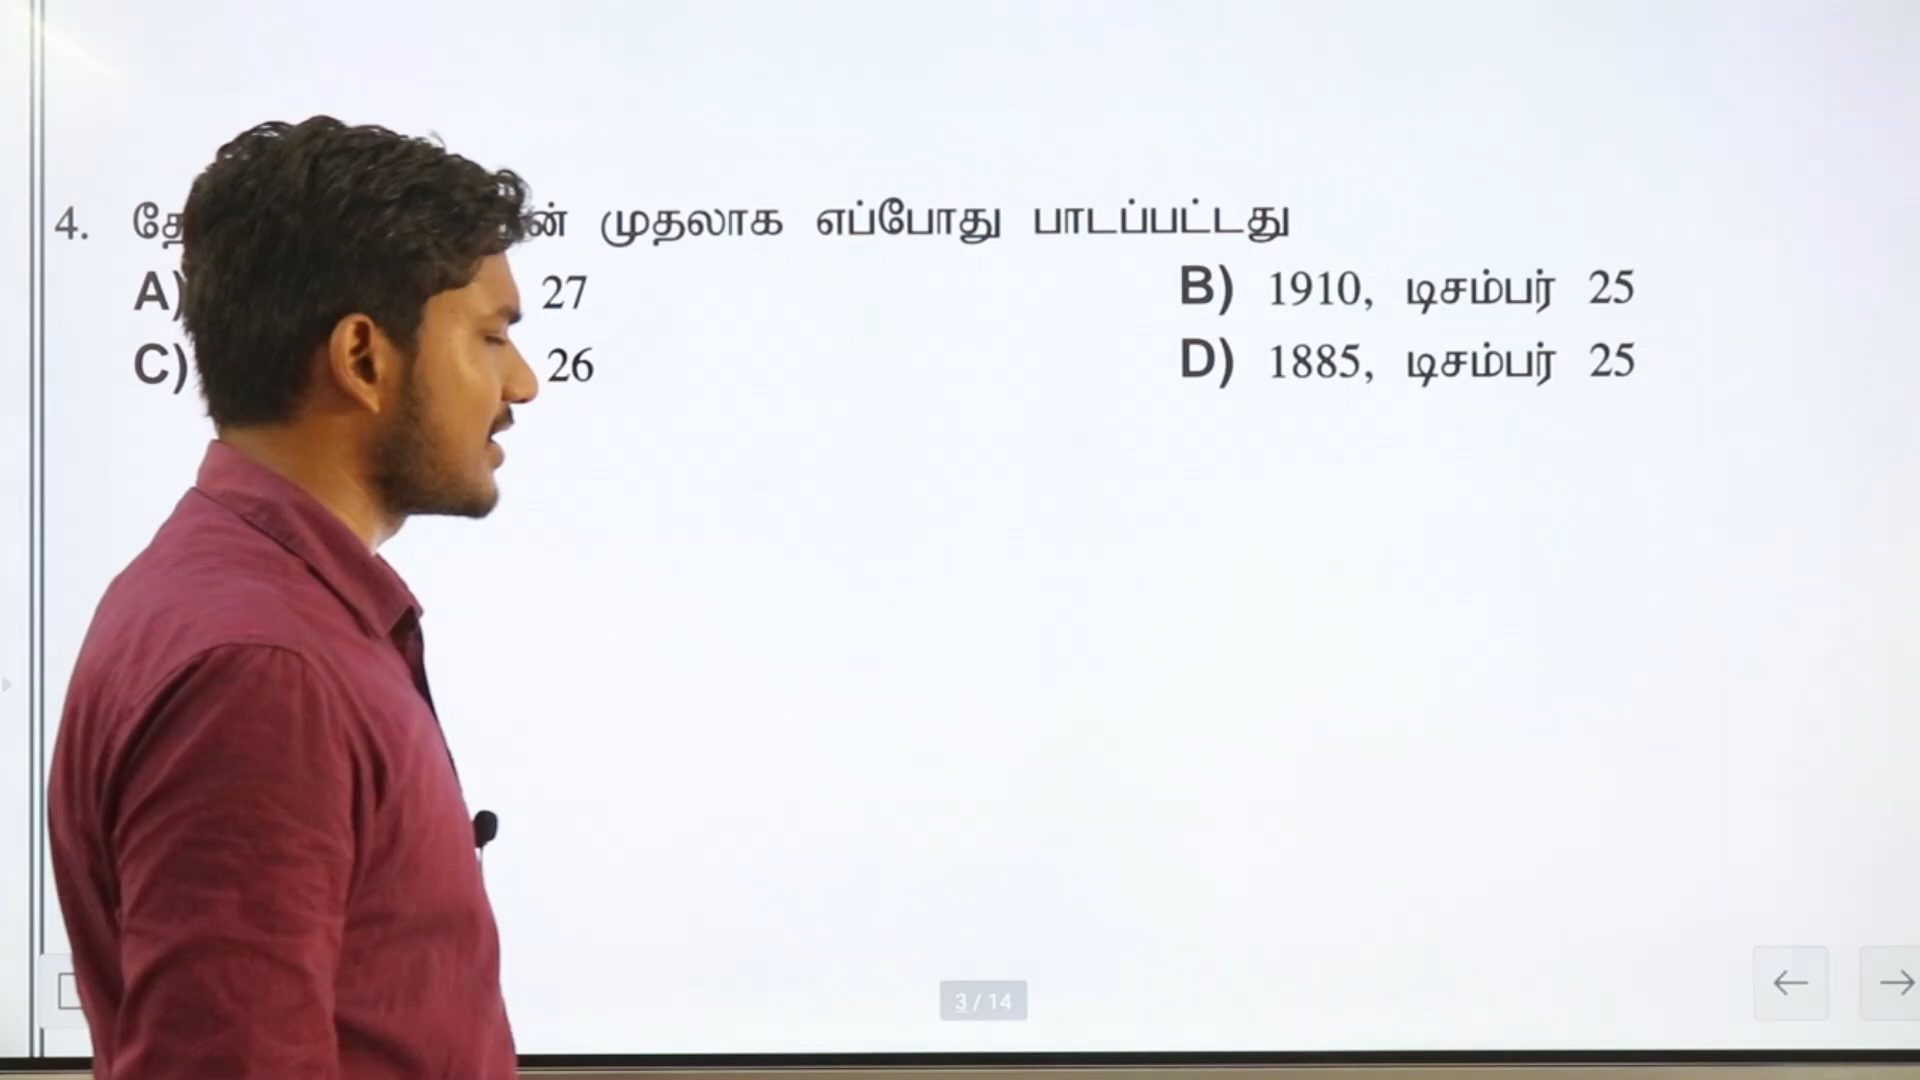 4. முதலாக எப்போது பாடப்பட்டது
A) 27
B) 1910, டிசம்பர் 25
C) 26
D) 1885, டிசம்பர் 25
3 / 14